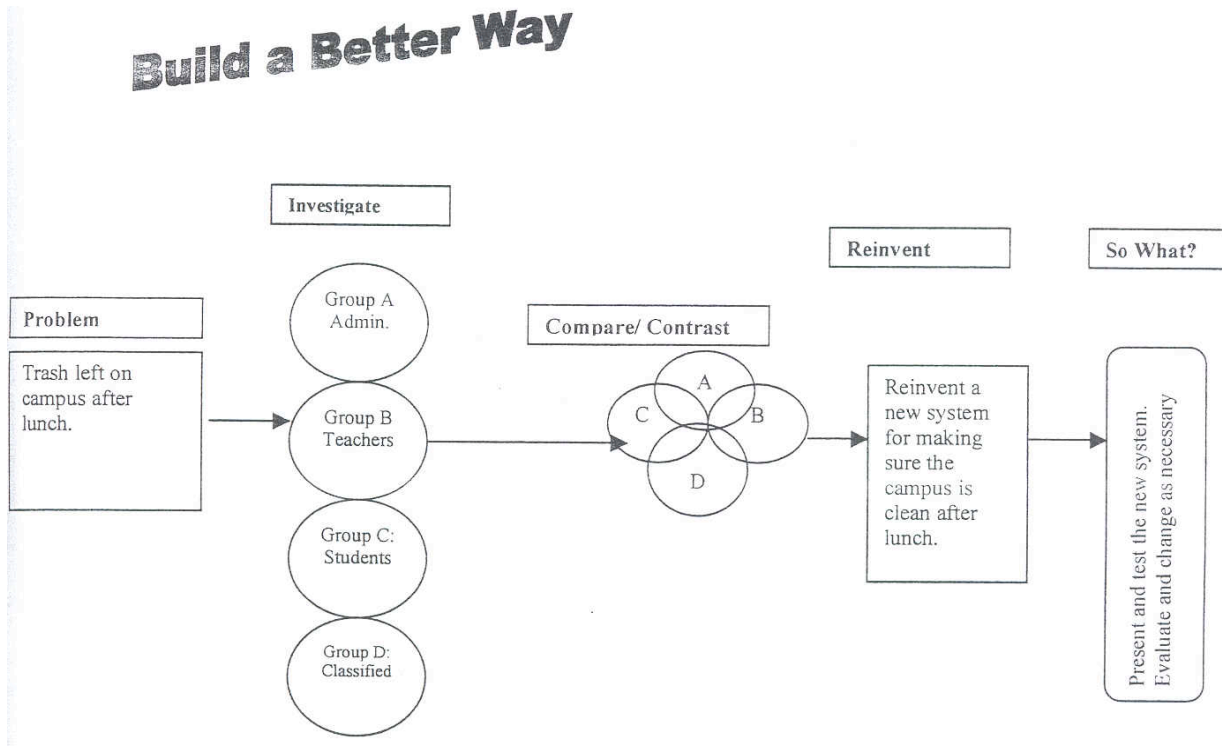 Build a Better Way
Investigate
Reinvent
So What?
Problem
Compare/ Contrast
Trash left on
campus after
lunch.
Group A
Admin.
Group B
Teachers
Group C:
Students
Group D:
Classified
A
C
B
D
Reinvent a
new system
for making
sure the
campus is
clean after
lunch.
Present and test the new system.
Evaluate and change as necessary